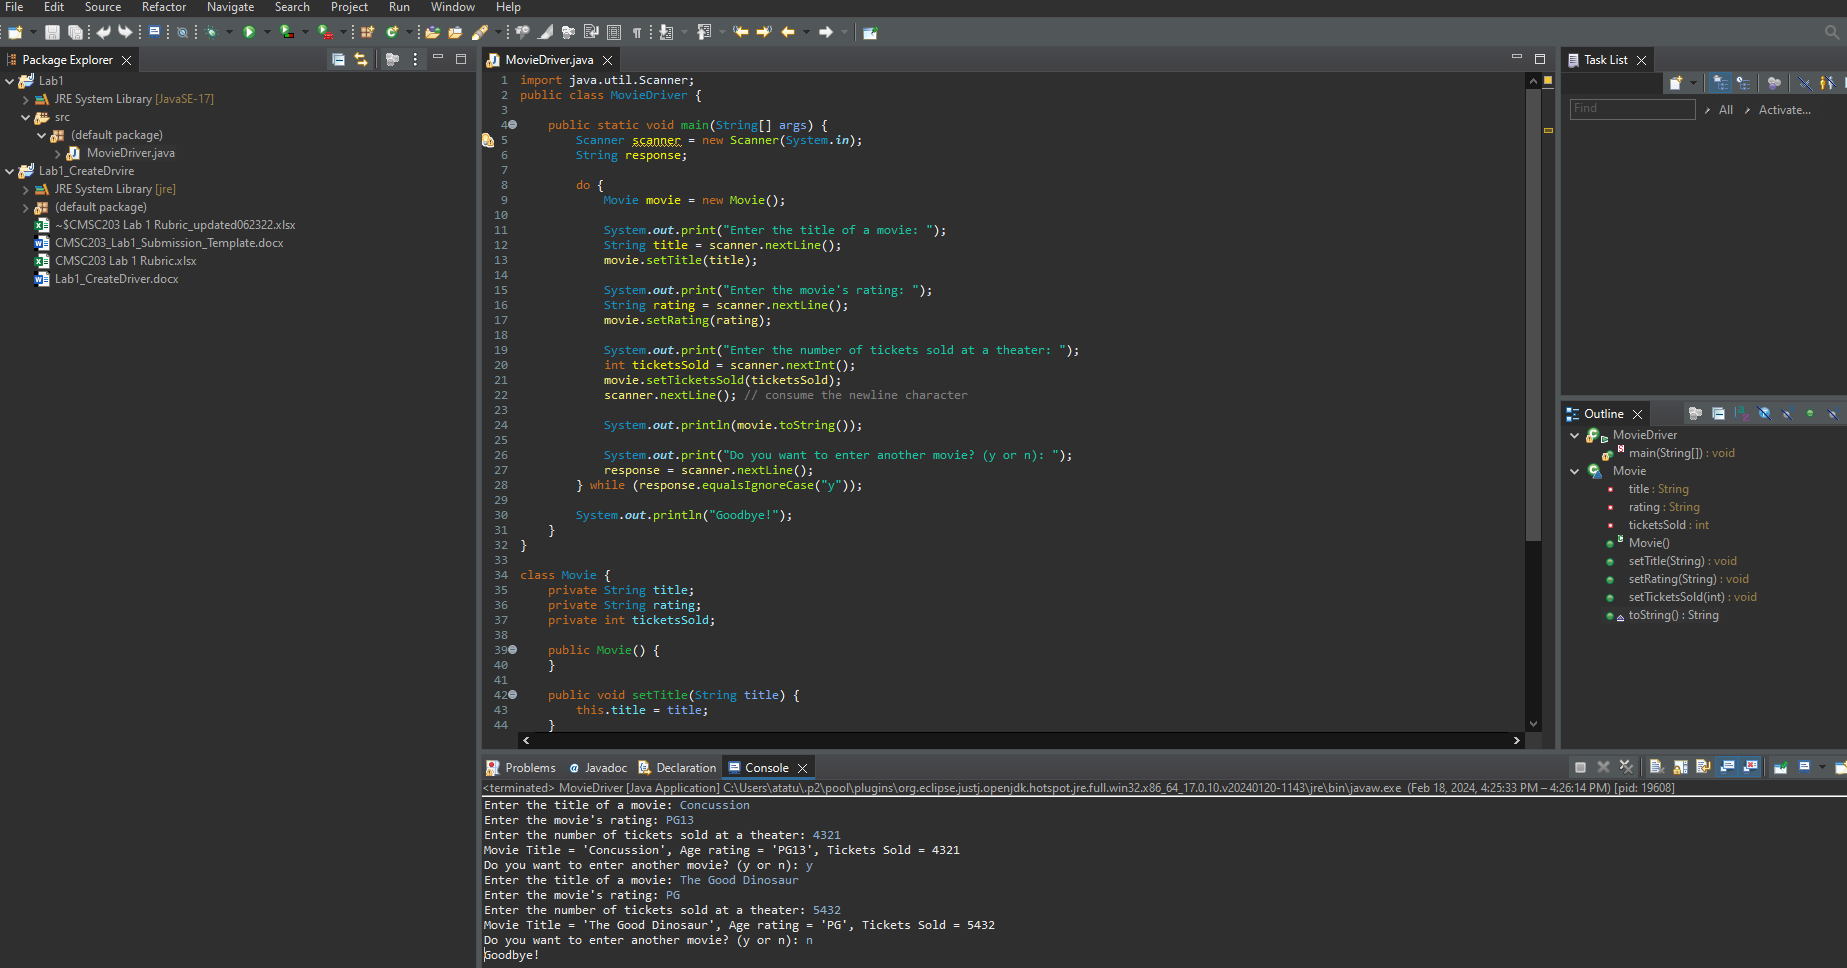 File Edit Source Refactor Navigate Search Project Run Window Help
Package Explorer
Lab1
JRE System Library [JavaSE-17]
src
(default package)
MovieDriver.java
Lab1_CreateDrvire
JRE System Library [jre]
(default package)
~$CMSC203 Lab 1 Rubric_updated062322.xlsx
CMSC203_Lab1_Submission_Template.docx
CMSC203 Lab 1 Rubric.xlsx
Lab1_CreateDriver.docx
MovieDriver.java
1 import java.util.Scanner;
2 public class MovieDriver {
3
4 public static void main(String[] args) {
5 Scanner scanner = new Scanner(System.in);
6 String response;
7
8 do {
9 Movie movie = new Movie();
10
11 System.out.print("Enter the title of a movie: ");
12 String title = scanner.nextLine();
13 movie.setTitle(title);
14
15 System.out.print("Enter the movie's rating: ");
16 String rating = scanner.nextLine();
17 movie.setRating(rating);
18
19 System.out.print("Enter the number of tickets sold at a theater: ");
20 int ticketsSold = scanner.nextInt();
21 movie.setTicketsSold(ticketsSold);
22 scanner.nextLine(); // consume the newline character
23
24 System.out.println(movie.toString());
25
26 System.out.print("Do you want to enter another movie? (y or n): ");
27 response = scanner.nextLine();
28 } while (response.equalsIgnoreCase("y"));
29
30 System.out.println("Goodbye!");
31 }
32 }
33
34 class Movie {
35 private String title;
36 private String rating;
37 private int ticketsSold;
38
39 public Movie() {
40 }
41
42 public void setTitle(String title) {
43 this.title = title;
44 }
Task List
Find All Activate...
Outline
MovieDriver
main(String[]) : void
Movie
title : String
rating : String
ticketsSold : int
Movie()
setTitle(String) : void
setRating(String) : void
setTicketsSold(int) : void
toString() : String
Problems Javadoc Declaration Console
<terminated> MovieDriver [Java Application] C:\Users\atatu\.p2\pool\plugins\org.eclipse.justj.openjdk.hotspot.jre.full.win32.x86_64_17.0.10.v20240120-1143\jre\bin\javaw.exe (Feb 18, 2024, 4:25:33 PM – 4:26:14 PM) [pid: 19608]
Enter the title of a movie: Concussion
Enter the movie's rating: PG13
Enter the number of tickets sold at a theater: 4321
Movie Title = 'Concussion', Age rating = 'PG13', Tickets Sold = 4321
Do you want to enter another movie? (y or n): y
Enter the title of a movie: The Good Dinosaur
Enter the movie's rating: PG
Enter the number of tickets sold at a theater: 5432
Movie Title = 'The Good Dinosaur', Age rating = 'PG', Tickets Sold = 5432
Do you want to enter another movie? (y or n): n
Goodbye!